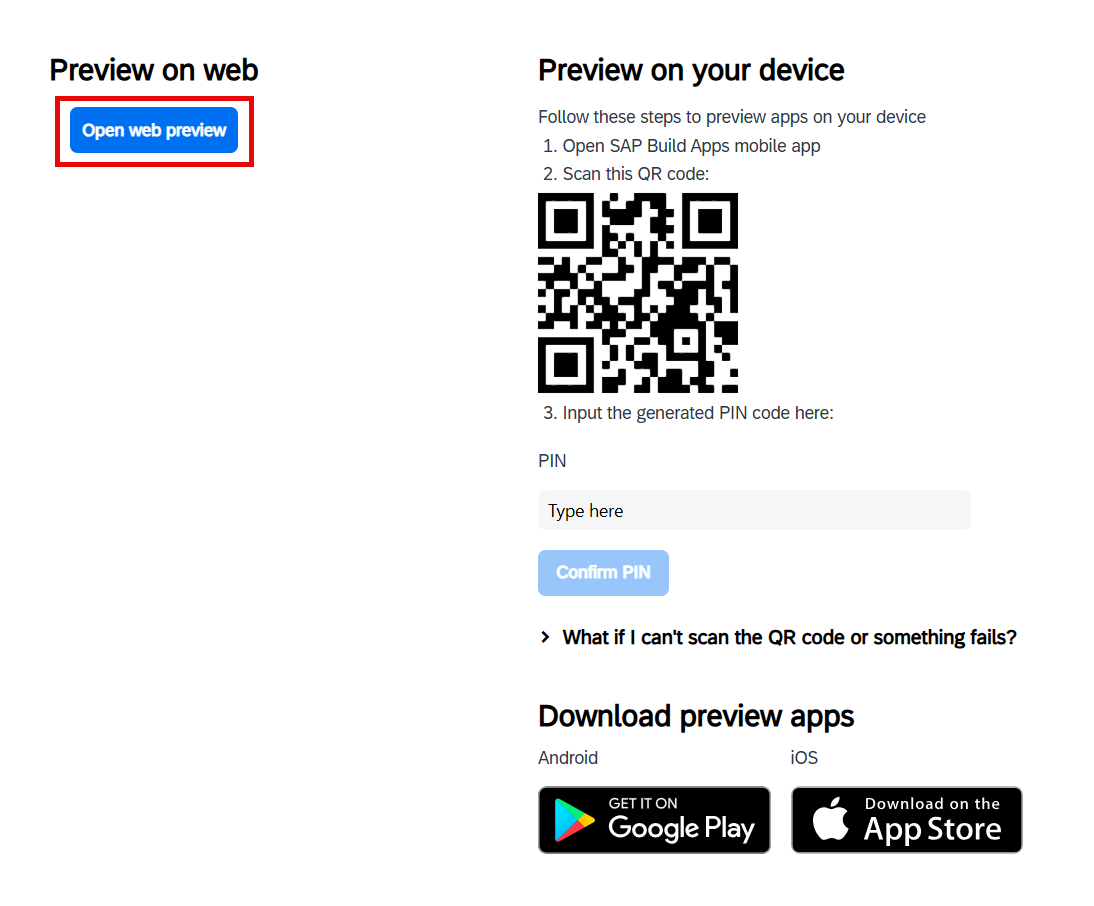 Preview on web
Open web preview
Preview on your device
Follow these steps to preview apps on your device
1. Open SAP Build Apps mobile app
2. Scan this QR code:
3. Input the generated PIN code here:
PIN
Type here
Confirm PIN
What if I can't scan the QR code or something fails?
Download preview apps
Android
iOS
GET IT ON
Google Play
Download on the
App Store